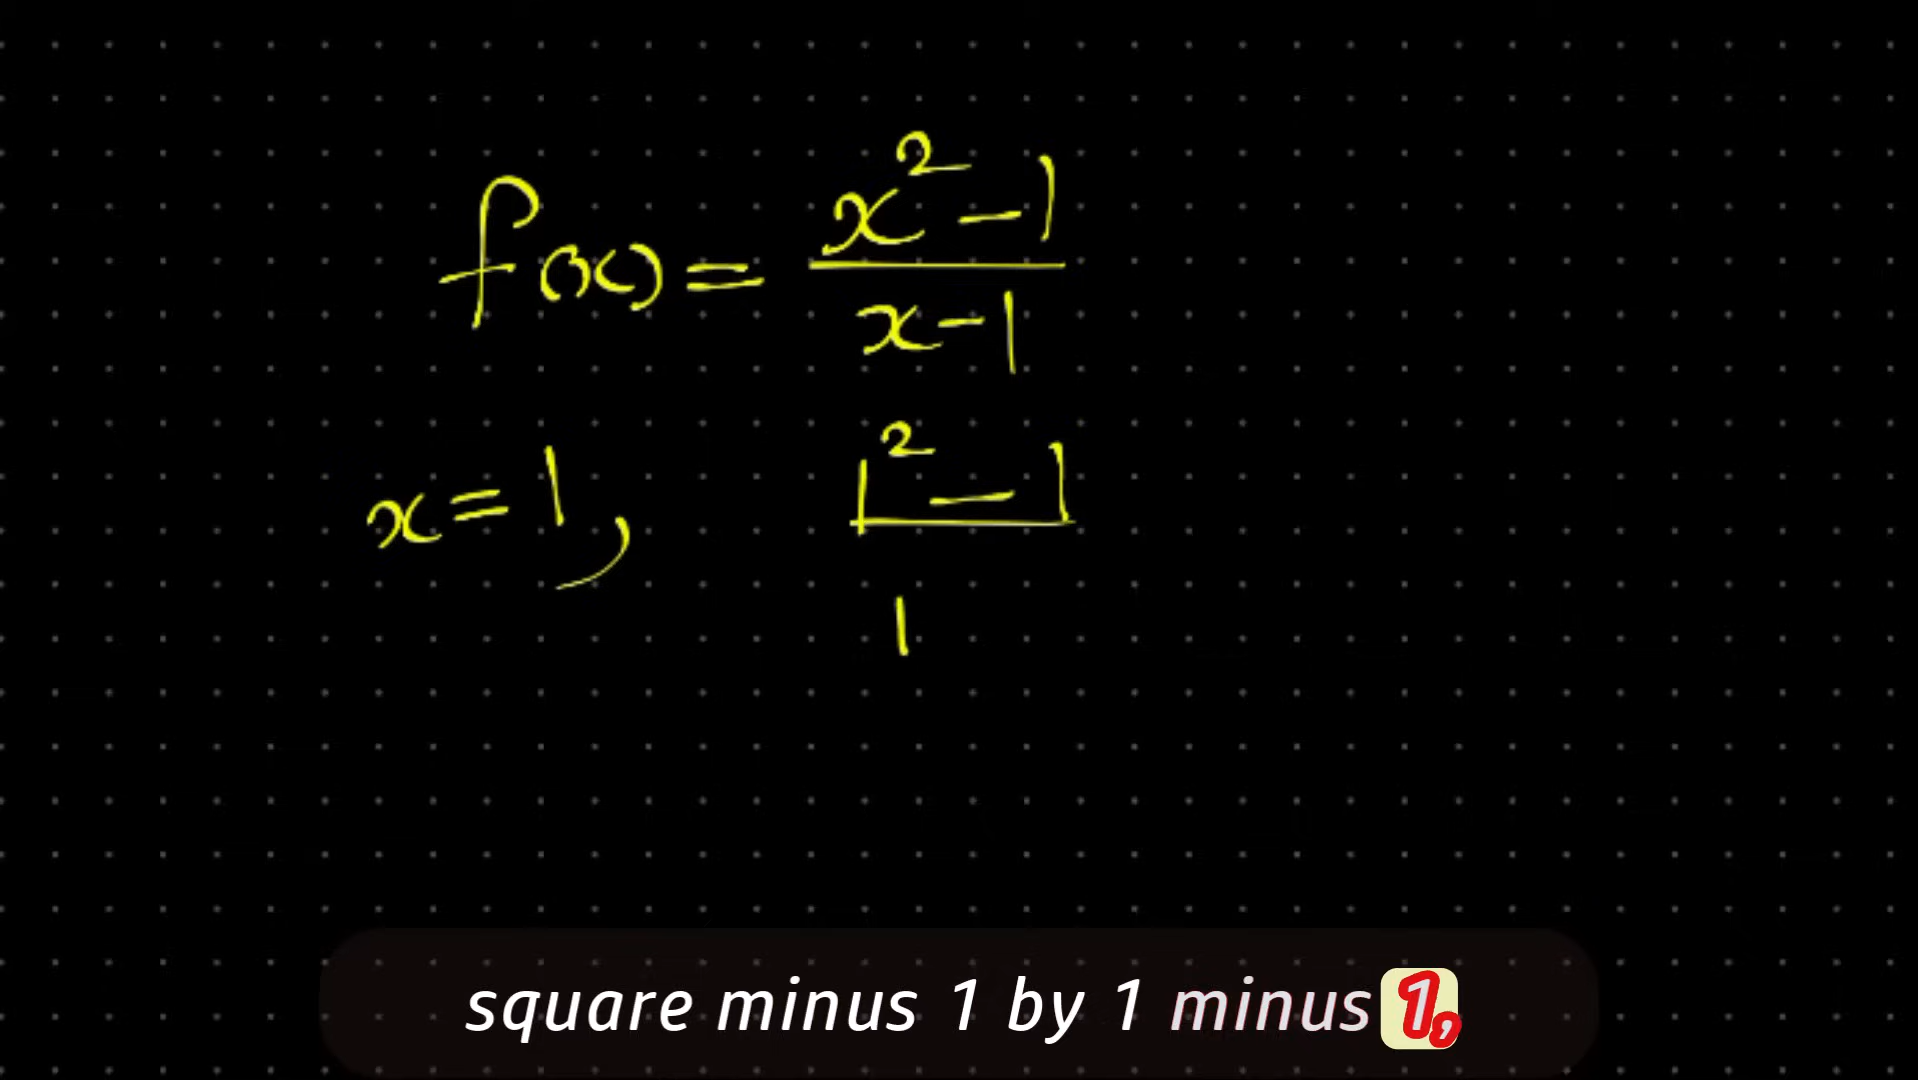 f(x) = x² - 1 / x - 1
x = 1, 1² - 1 / 1
square minus 1 by 1 minus 1,